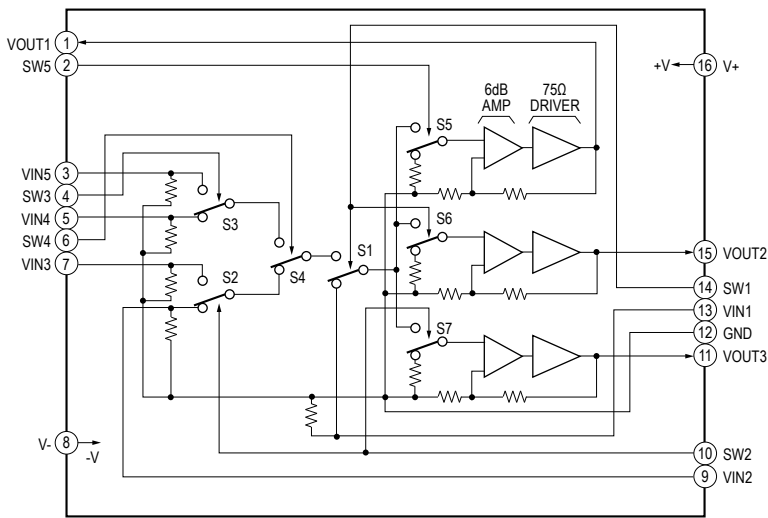 VOUT1 1
SW5 2
VIN5 3
SW3 4
VIN4 5
SW4 6
VIN3 7
V- 8
-V
S3
S2
S4
S1
S5
S6
S7
6dB
AMP
75Ω
DRIVER
+V 16 V+
15 VOUT2
14 SW1
13 VIN1
12 GND
11 VOUT3
10 SW2
9 VIN2